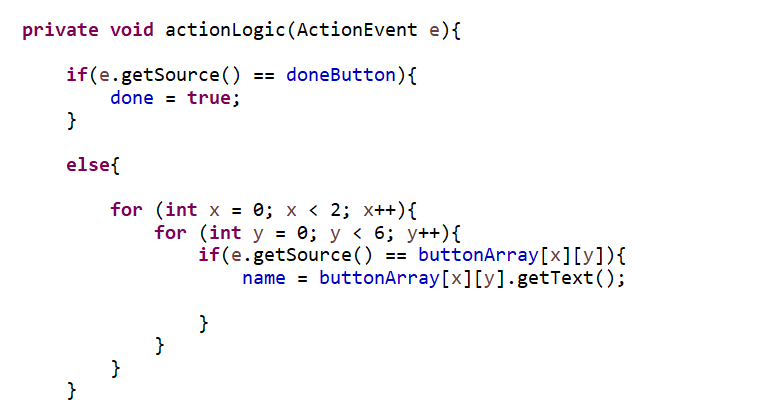 private void actionLogic(ActionEvent e){
if(e.getSource() == doneButton){
done = true;
}
else{
for (int x = 0; x < 2; x++){
for (int y = 0; y < 6; y++){
if(e.getSource() == buttonArray[x][y]){
name = buttonArray[x][y].getText();
}
}
}
}